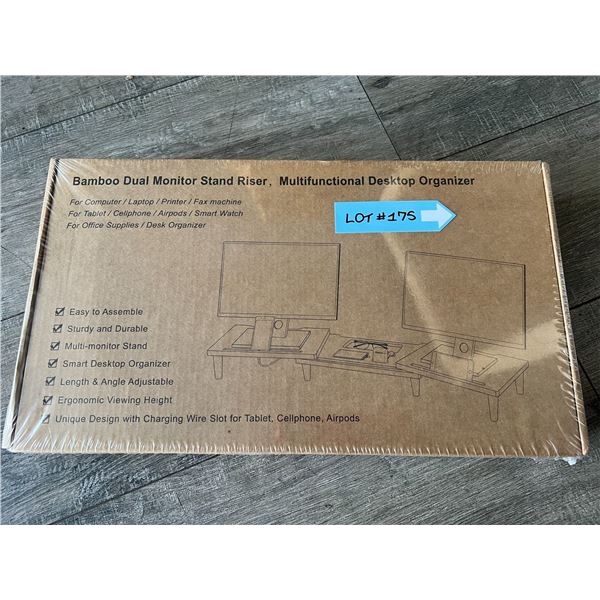 Bamboo Dual Monitor Stand Riser, Multifunctional Desktop Organizer
For Computer / Laptop / Printer / Fax machine
For Tablet / Cellphone / Airpods / Smart Watch
For Office Supplies / Desk Organizer
LOT #175
Easy to Assemble
Sturdy and Durable
Multi-monitor Stand
Smart Desktop Organizer
Length & Angle Adjustable
Ergonomic Viewing Height
Unique Design with Charging Wire Slot for Tablet, Cellphone, Airpods